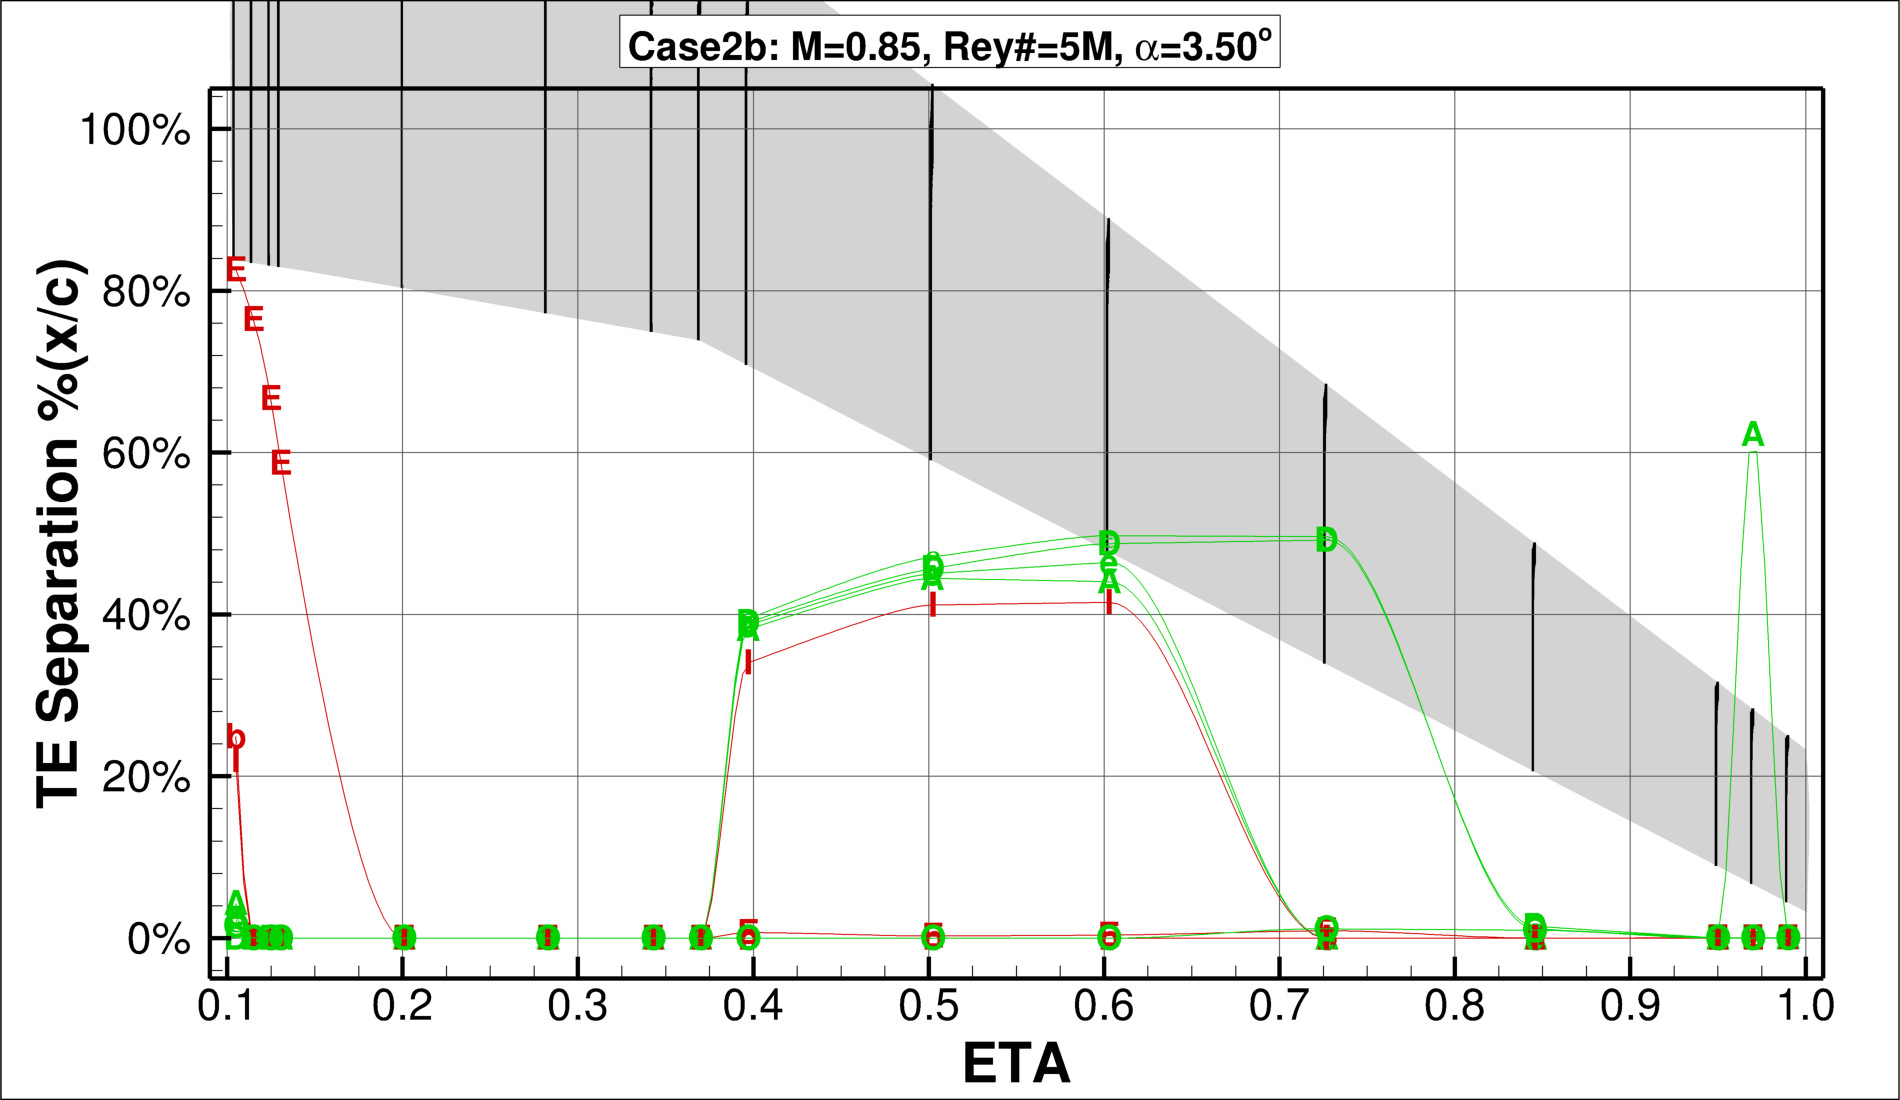 Case2b: M=0.85, Rey#=5M, α=3.50°
TE Separation %(x/c)
100%
80%
60%
40%
20%
0%
E
E
E
E
b
I
A
D
A
I
D
A
I
D
e
A
I
D
A
0.1 0.2 0.3 0.4 0.5 0.6 0.7 0.8 0.9 1.0
ETA